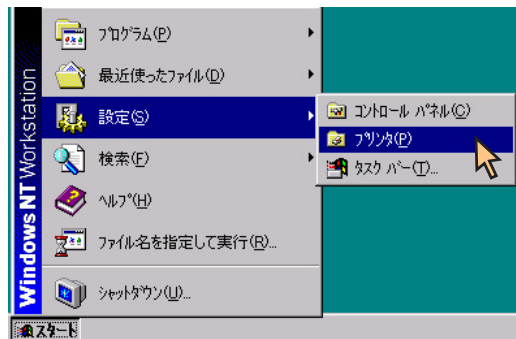 Windows NT Workstation
ﾌﾟﾛｸﾞﾗﾑ(P)
最近使ったﾌｧｲﾙ(D)
設定(S)
検索(F)
ﾍﾙﾌﾟ(H)
ﾌｧｲﾙ名を指定して実行(R)...
ｼｬｯﾄﾀﾞｳﾝ(U)...
ｺﾝﾄﾛｰﾙ ﾊﾟﾈﾙ(C)
ﾌﾟﾘﾝﾀ(P)
ﾀｽｸ ﾊﾞｰ(T)...
スタート